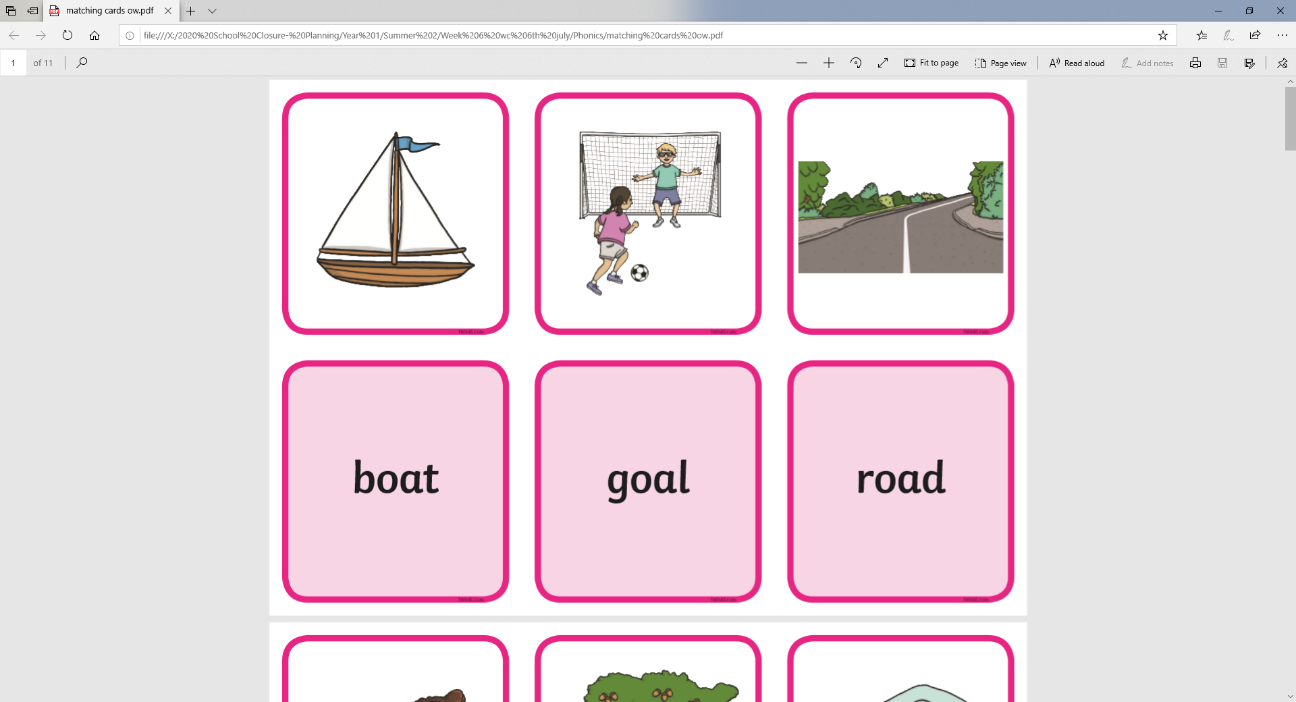 matching cards ow.pdf
file:///X:/2020%20School%20Closure-%20Planning/Year%201/Summer%202/Week%206%20wc%206th%20july/Phonics/matching%20cards%20ow.pdf
1 of 11 Fit to page Page view Read aloud Add notes
boat goal road